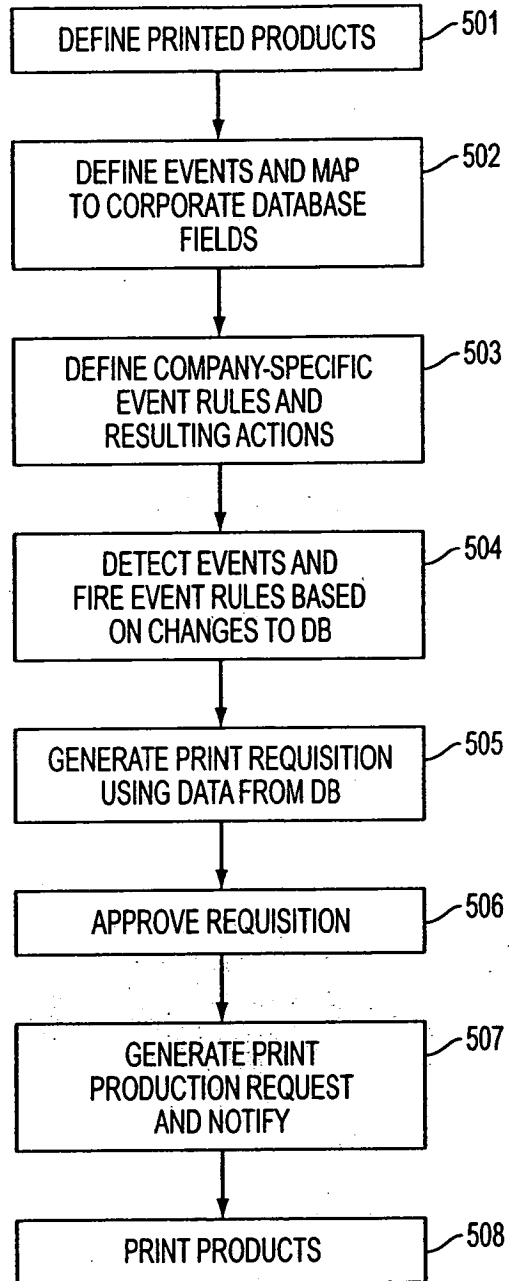 DEFINE PRINTED PRODUCTS
501
DEFINE EVENTS AND MAP
TO CORPORATE DATABASE
FIELDS
502
DEFINE COMPANY-SPECIFIC
EVENT RULES AND
RESULTING ACTIONS
503
DETECT EVENTS AND
FIRE EVENT RULES BASED
ON CHANGES TO DB
504
GENERATE PRINT REQUISITION
USING DATA FROM DB
505
APPROVE REQUISITION
506
GENERATE PRINT
PRODUCTION REQUEST
AND NOTIFY
507
PRINT PRODUCTS
508